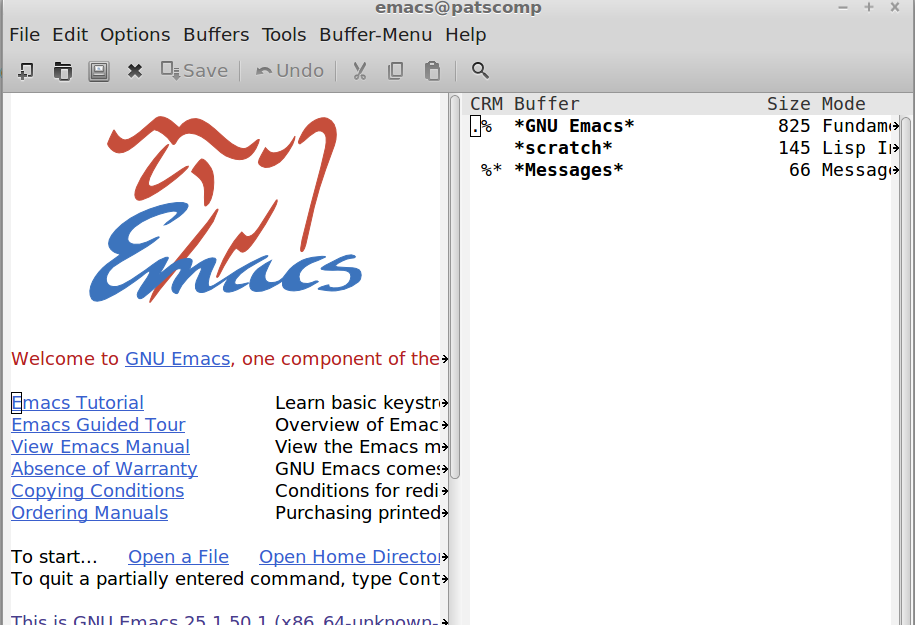 emacs@patscomp
File Edit Options Buffers Tools Buffer-Menu Help
Save Undo
Emacs
Welcome to GNU Emacs, one component of the
Emacs Tutorial Learn basic keystr
Emacs Guided Tour Overview of Emac
View Emacs Manual View the Emacs m
Absence of Warranty GNU Emacs comes
Copying Conditions Conditions for redi
Ordering Manuals Purchasing printed
To start... Open a File Open Home Director
To quit a partially entered command, type Cont
This is GNU Emacs 25.1.50.1 (x86_64-unknown-
CRM Buffer Size Mode
.% *GNU Emacs* 825 Fundam
*scratch* 145 Lisp In
%* *Messages* 66 Message